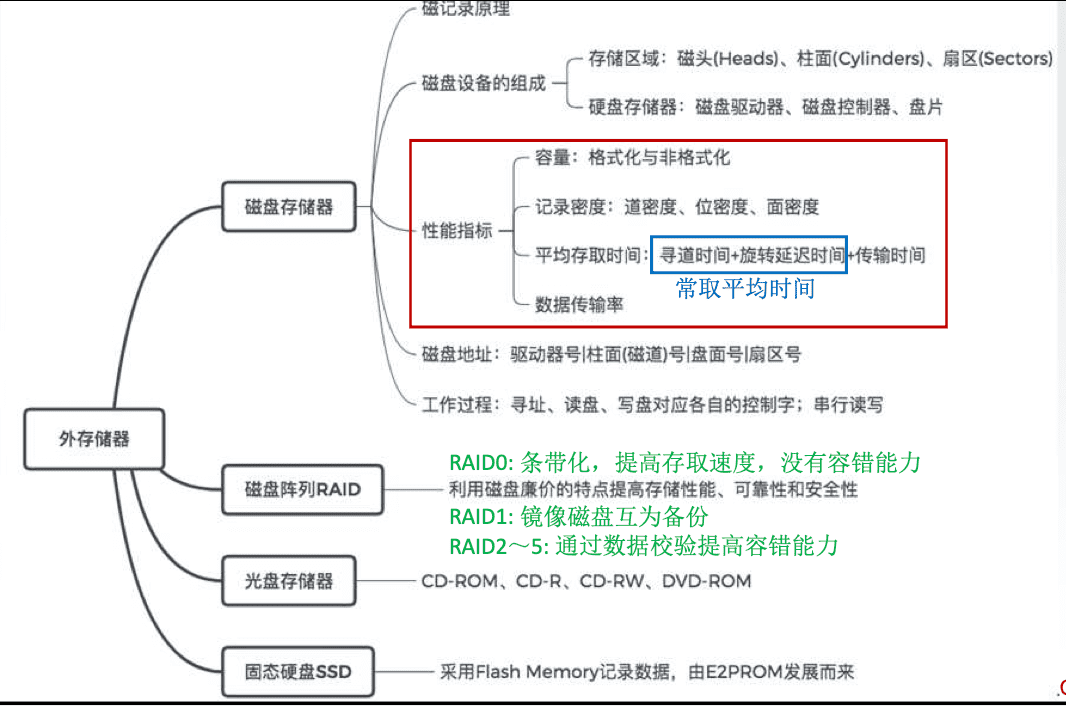 磁记录原理
存储区域：磁头(Heads)、柱面(Cylinders)、扇区(Sectors)
磁盘设备的组成
硬盘存储器：磁盘驱动器、磁盘控制器、盘片
容量：格式化与非格式化
磁盘存储器
记录密度：道密度、位密度、面密度
性能指标
平均存取时间：寻道时间+旋转延迟时间+传输时间
常取平均时间
数据传输率
磁盘地址：驱动器号|柱面(磁道)号|盘面号|扇区号
工作过程：寻址、读盘、写盘对应各自的控制字；串行读写
外存储器
RAID0: 条带化，提高存取速度，没有容错能力
磁盘阵列RAID
利用磁盘廉价的特点提高存储性能、可靠性和安全性
RAID1: 镜像磁盘互为备份
RAID2～5: 通过数据校验提高容错能力
光盘存储器
CD-ROM、CD-R、CD-RW、DVD-ROM
固态硬盘SSD
采用Flash Memory记录数据，由E2PROM发展而来